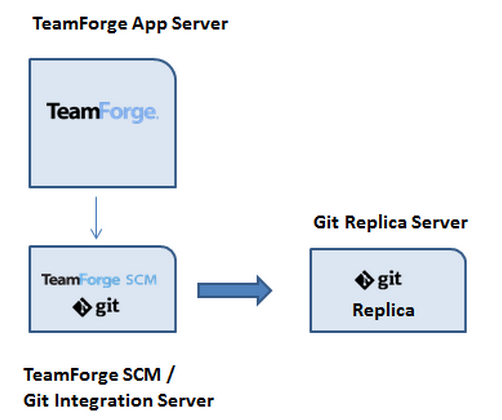 TeamForge App Server
TeamForge.
Git Replica Server
TeamForge SCM
git
git
Replica
TeamForge SCM /
Git Integration Server